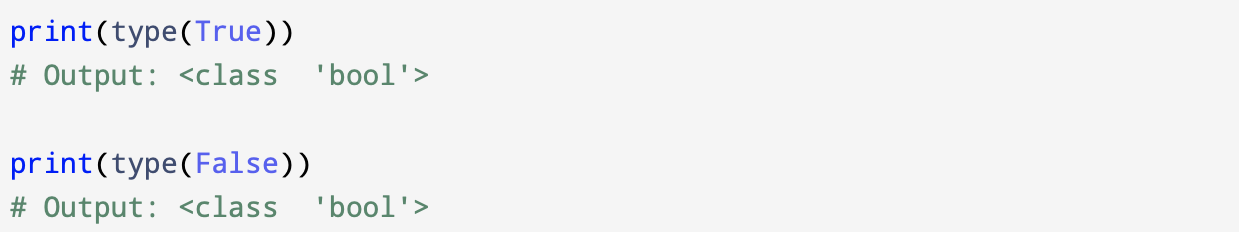 print(type(True))
# Output: <class  'bool'>
print(type(False))
# Output: <class  'bool'>